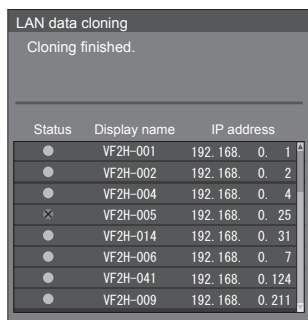 LAN data cloning
Cloning finished.
Status Display name IP address
VF2H-001 192.168. 0. 1
VF2H-002 192.168. 0. 2
VF2H-004 192.168. 0. 4
VF2H-005 192.168. 0. 25
VF2H-014 192.168. 0. 31
VF2H-006 192.168. 0. 7
VF2H-041 192.168. 0.124
VF2H-009 192.168. 0.211